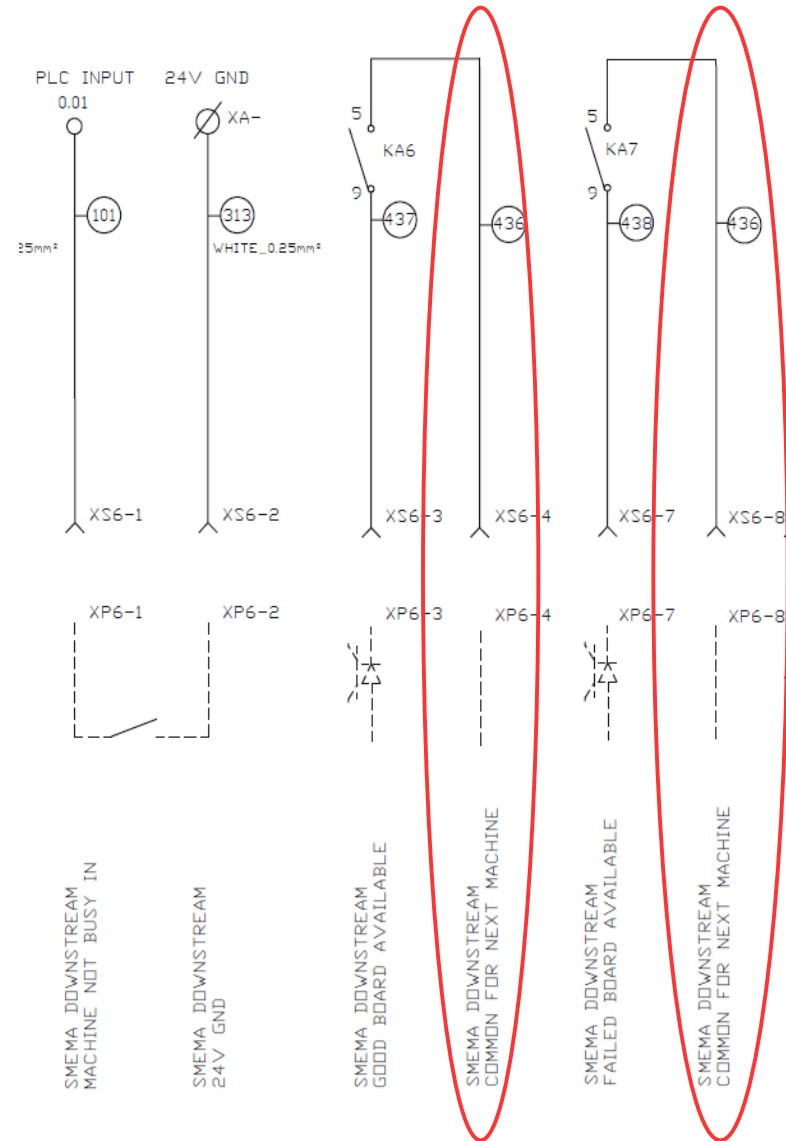 PLC INPUT 24V GND
0.01
XA-
5
KA6
9
5
KA7
9
101
313
437
436
438
436
25mm²
WHITE_0.25mm²
XS6-1
XS6-2
XS6-3
XS6-4
XS6-7
XS6-8
XP6-1
XP6-2
XP6-3
XP6-4
XP6-7
XP6-8
SMEMA DOWNSTREAM
MACHINE NOT BUSY IN
SMEMA DOWNSTREAM
24V GND
SMEMA DOWNSTREAM
GOOD BOARD AVAILABLE
SMEMA DOWNSTREAM
COMMON FOR NEXT MACHINE
SMEMA DOWNSTREAM
FAILED BOARD AVAILABLE
SMEMA DOWNSTREAM
COMMON FOR NEXT MACHINE